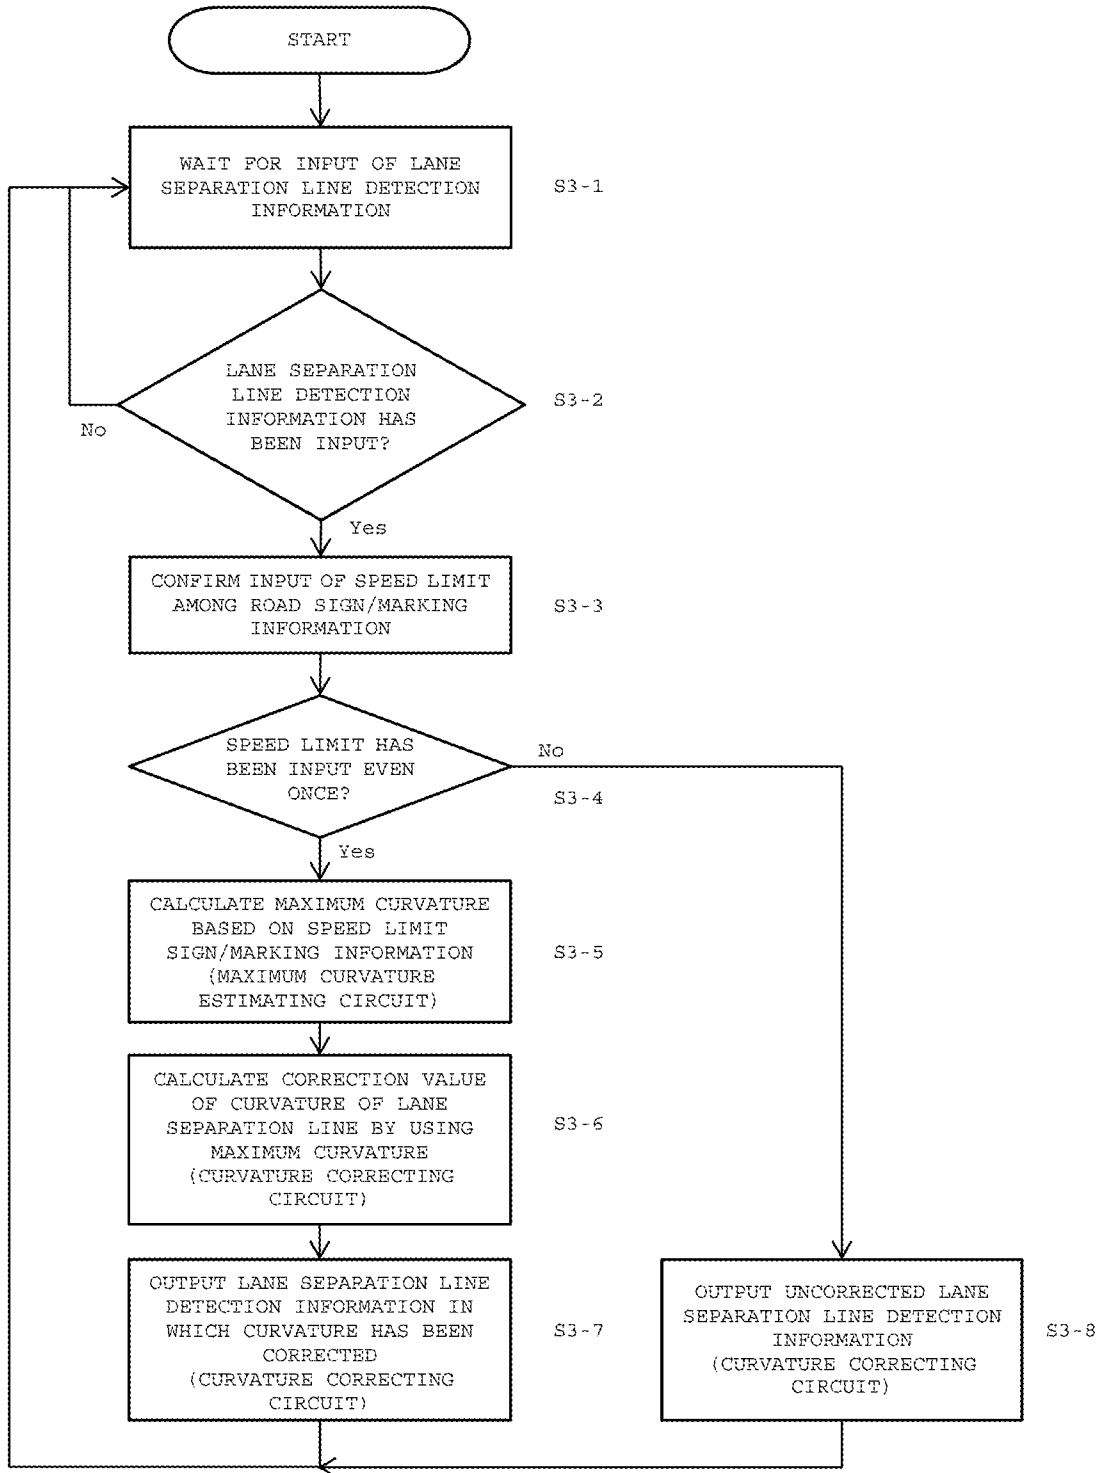 START
WAIT FOR INPUT OF LANE
SEPARATION LINE DETECTION
INFORMATION
S3-1
LANE SEPARATION
LINE DETECTION
INFORMATION HAS
BEEN INPUT?
S3-2
No
Yes
CONFIRM INPUT OF SPEED LIMIT
AMONG ROAD SIGN/MARKING
INFORMATION
S3-3
SPEED LIMIT HAS
BEEN INPUT EVEN
ONCE?
No
S3-4
Yes
CALCULATE MAXIMUM CURVATURE
BASED ON SPEED LIMIT
SIGN/MARKING INFORMATION
(MAXIMUM CURVATURE
ESTIMATING CIRCUIT)
S3-5
CALCULATE CORRECTION VALUE
OF CURVATURE OF LANE
SEPARATION LINE BY USING
MAXIMUM CURVATURE
(CURVATURE CORRECTING
CIRCUIT)
S3-6
OUTPUT LANE SEPARATION LINE
DETECTION INFORMATION IN
WHICH CURVATURE HAS BEEN
CORRECTED
(CURVATURE CORRECTING
CIRCUIT)
S3-7
OUTPUT UNCORRECTED LANE
SEPARATION LINE DETECTION
INFORMATION
(CURVATURE CORRECTING
CIRCUIT)
S3-8